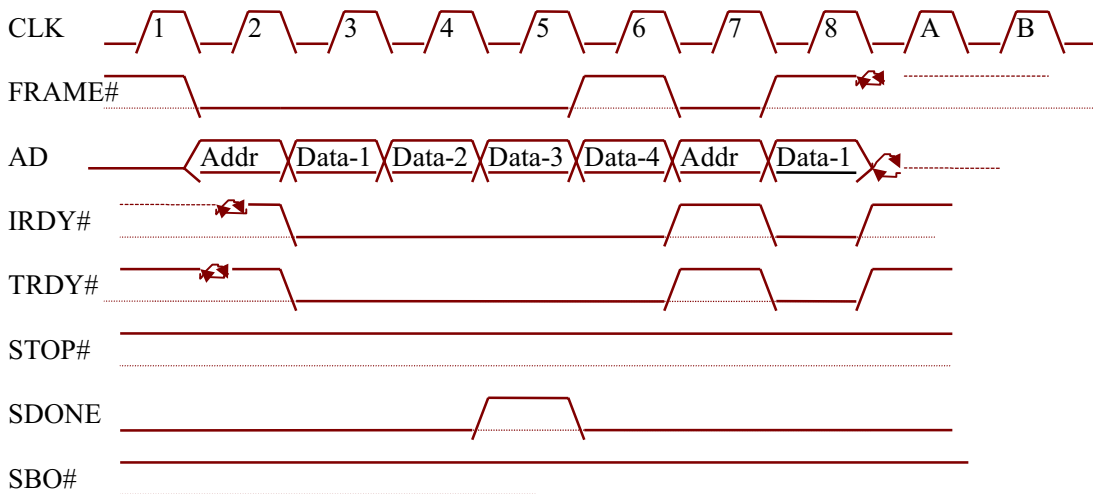 CLK 1 2 3 4 5 6 7 8 A B
FRAME#
AD Addr Data-1 Data-2 Data-3 Data-4 Addr Data-1
IRDY#
TRDY#
STOP#
SDONE
SBO#